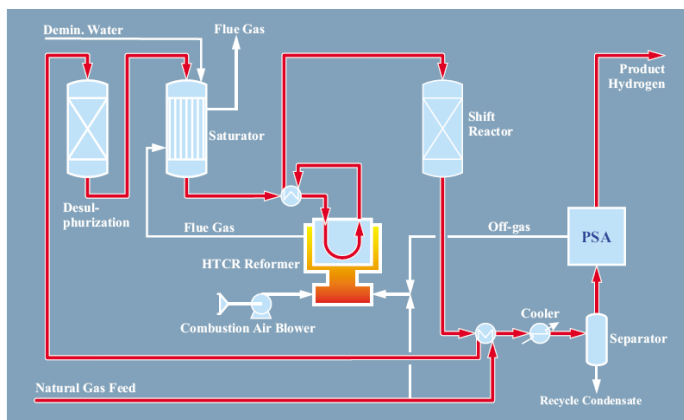 Demin. Water
Flue Gas
Product
Hydrogen
Saturator
Shift
Reactor
Desul-
phurization
Flue Gas
Off-gas
PSA
HTCR Reformer
Cooler
Combustion Air Blower
Separator
Natural Gas Feed
Recycle Condensate